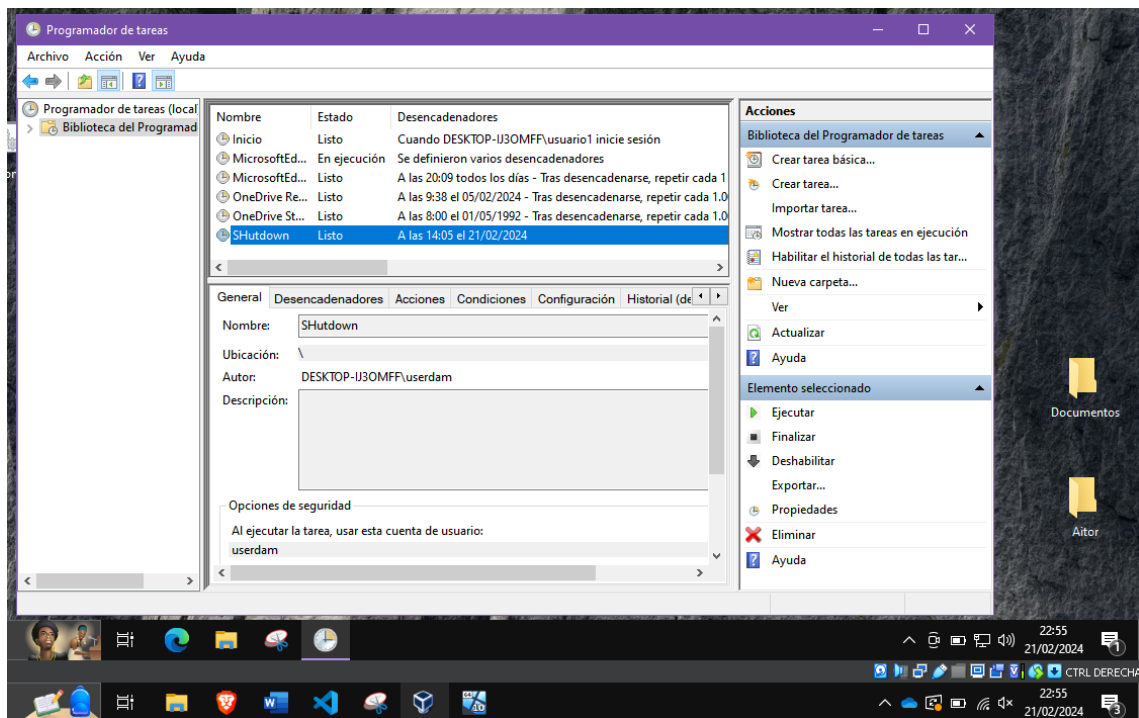 Programador de tareas
Archivo Acción Ver Ayuda
Programador de tareas (local
Biblioteca del Programad
Nombre Estado Desencadenadores
Inicio Listo Cuando DESKTOP-IJ3OMFF\usuario1 inicie sesión
MicrosoftEd... En ejecución Se definieron varios desencadenadores
MicrosoftEd... Listo A las 20:09 todos los días - Tras desencadenarse, repetir cada 1
OneDrive Re... Listo A las 9:38 el 05/02/2024 - Tras desencadenarse, repetir cada 1.0
OneDrive St... Listo A las 8:00 el 01/05/1992 - Tras desencadenarse, repetir cada 1.0
SHutdown Listo A las 14:05 el 21/02/2024
General Desencadenadores Acciones Condiciones Configuración Historial (de
Nombre: SHutdown
Ubicación: \
Autor: DESKTOP-IJ3OMFF\userdam
Descripción:
Opciones de seguridad
Al ejecutar la tarea, usar esta cuenta de usuario:
userdam
Acciones
Biblioteca del Programador de tareas
Crear tarea básica...
Crear tarea...
Importar tarea...
Mostrar todas las tareas en ejecución
Habilitar el historial de todas las tar...
Nueva carpeta...
Ver
Actualizar
Ayuda
Elemento seleccionado
Ejecutar
Finalizar
Deshabilitar
Exportar...
Propiedades
Eliminar
Ayuda
Documentos
Aitor
22:55
21/02/2024
1
CTRL DERECHA
22:55
21/02/2024
3